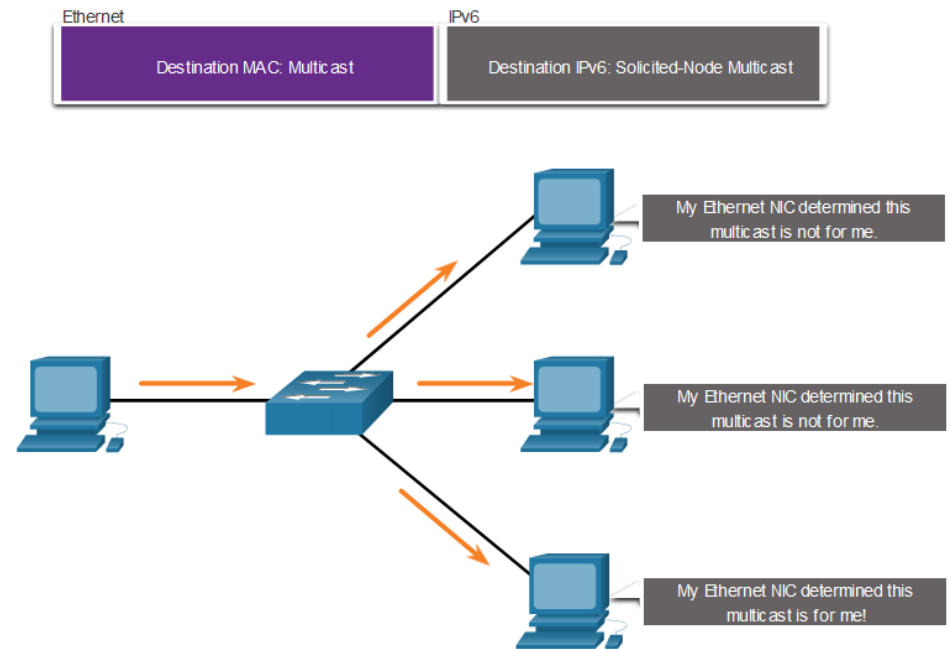 Ethernet
IPv6
Destination MAC: Multicast
Destination IPv6: Solicited-Node Multicast
My Ethernet NIC determined this
multicast is not for me.
My Ethernet NIC determined this
multicast is not for me.
My Ethernet NIC determined this
multicast is for me!